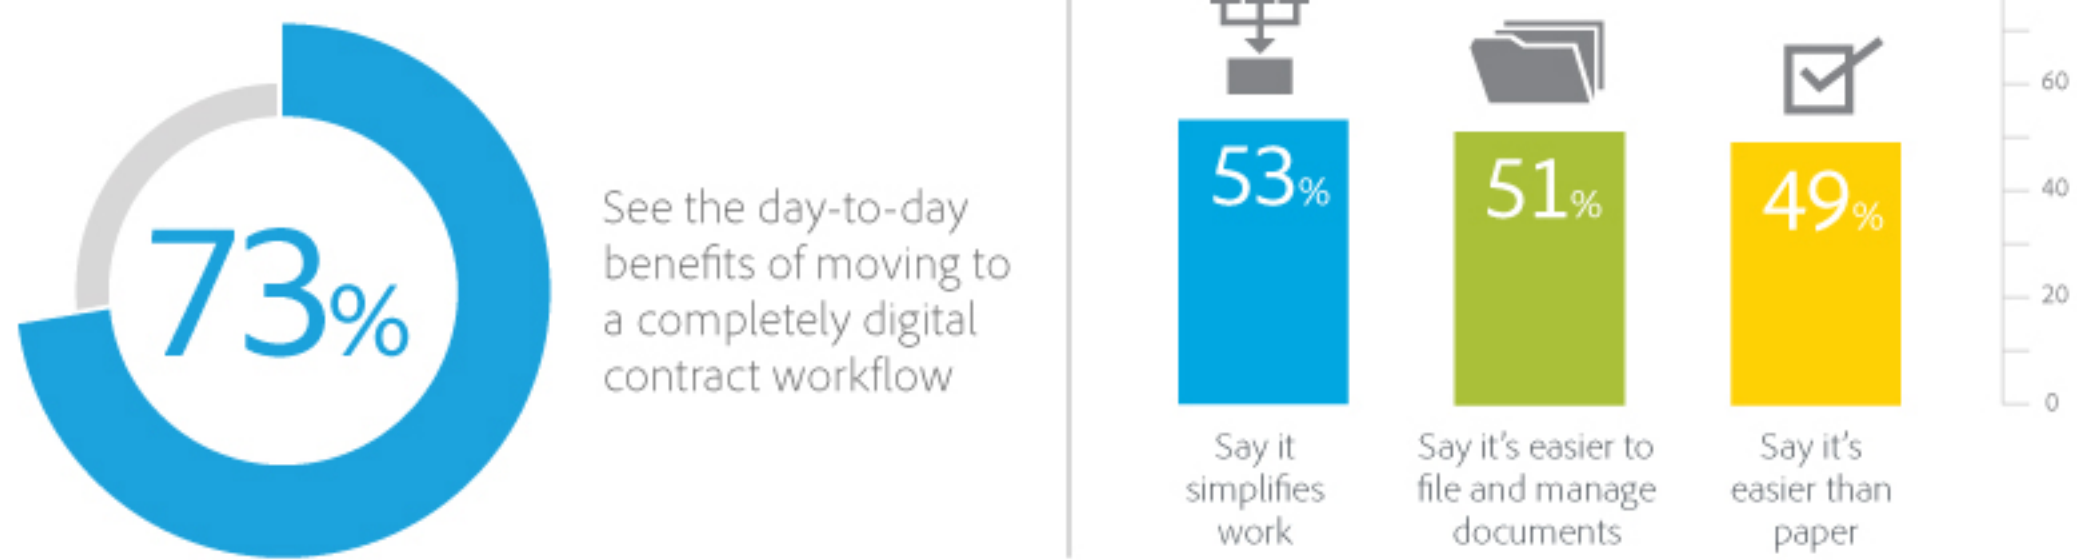 73%
See the day-to-day
benefits of moving to
a completely digital
contract workflow
53%
51%
49%
Say it
simplifies
work
Say it's easier to
file and manage
documents
Say it's
easier than
paper
60
40
20
0